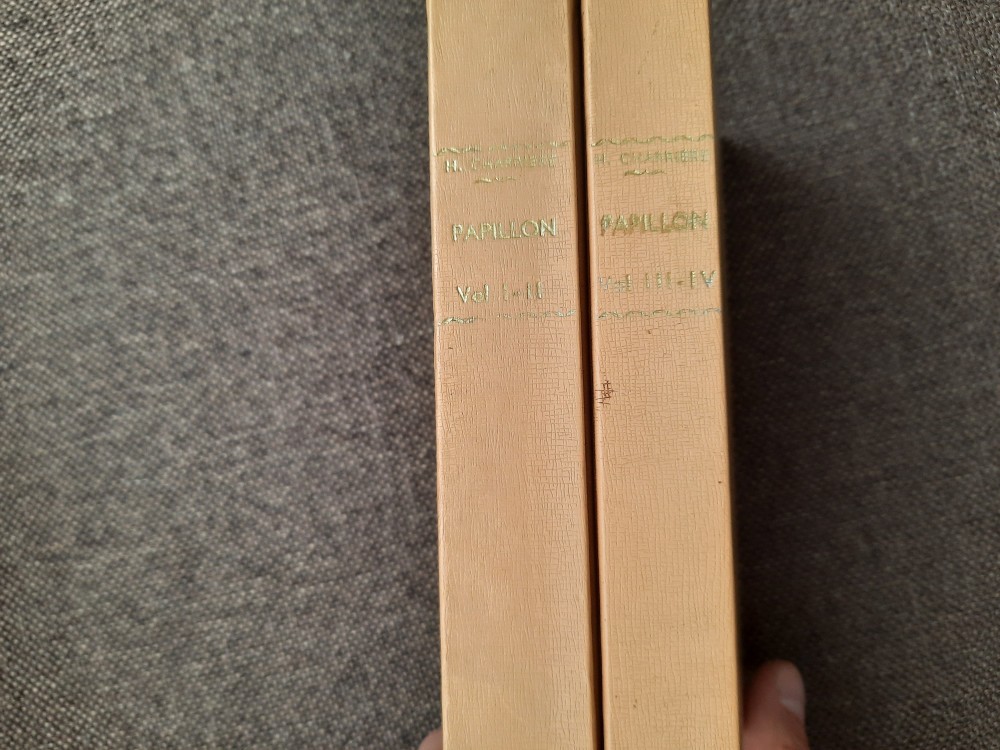 H. CHARRIERE
PAPILLON
Vol I-II
H. CHARRIERE
PAPILLON
Vol III-IV